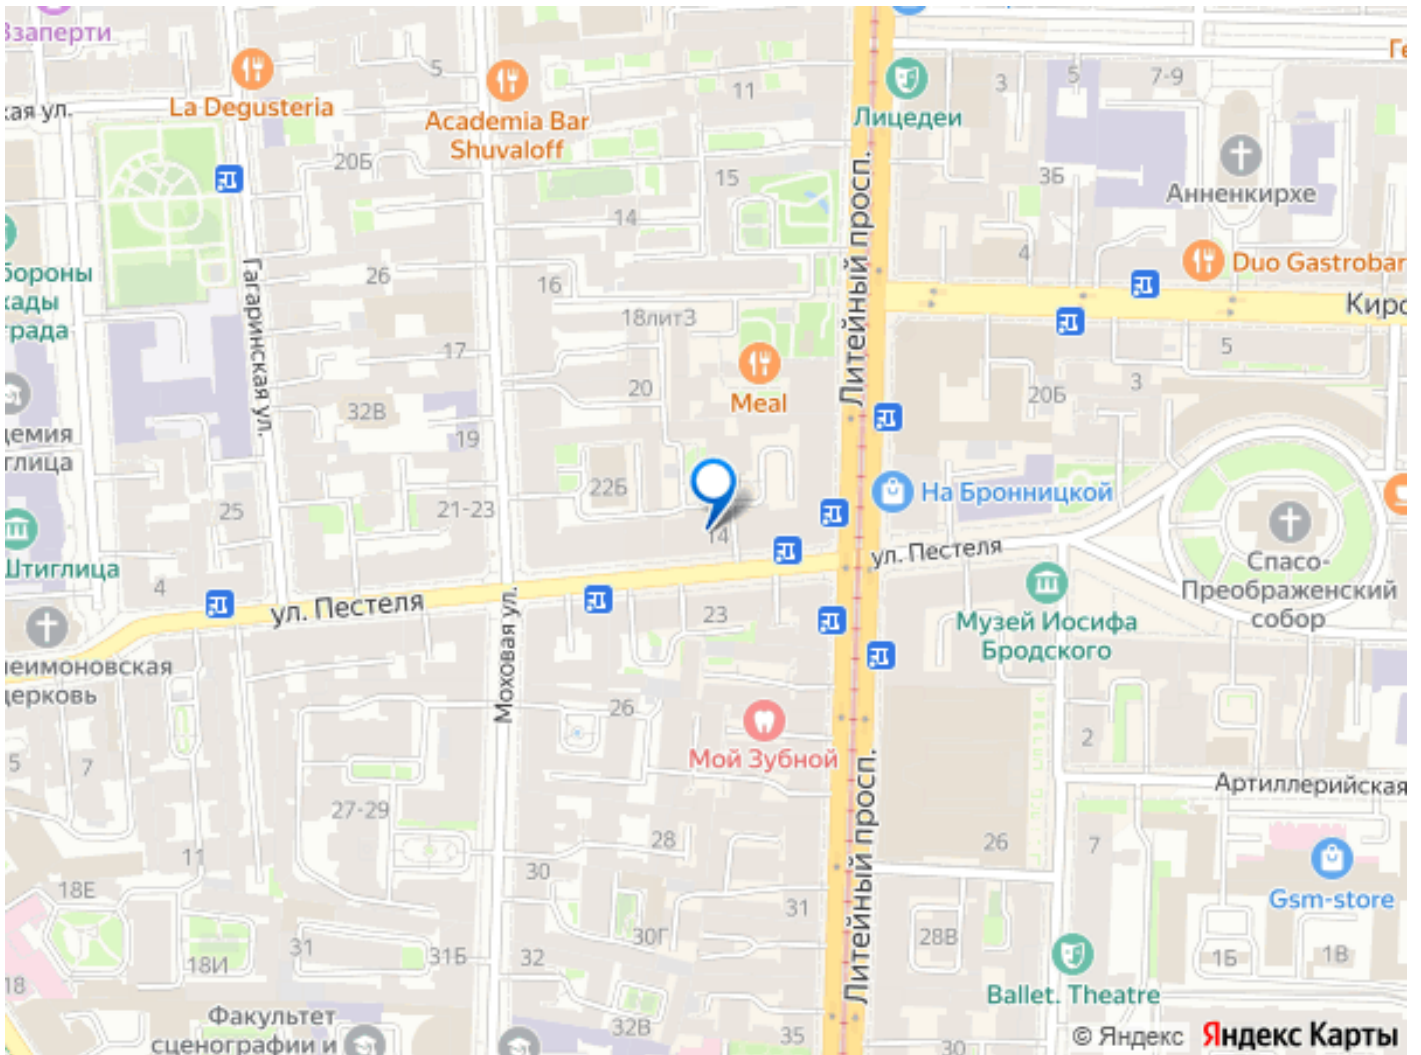 Взаперти
La Degusteria
5
Academia Bar
Shuvaloff
11
Лицедеи
3
5
7-9
кая ул.
20Б
15
3Б
Анненкирхе
14
4
Duo Gastrobar
бороны
кады
града
Гагаринская ул.
26
16
18лит3
Литейный просп.
Киро
17
5
20
20Б
3
32В
Meal
демия
глица
19
22Б
На Бронницкой
25
21-23
14
ул. Пестеля
Штиглица
4
Спасо-
Преображенский
собор
ул. Пестеля
23
Музей Иосифа
Бродского
Моховая ул.
леимоновская
церковь
26
2
Мой Зубной
5
7
Артиллерийская
27-29
Литейный просп.
28
26
7
11
30
18Е
Gsm-store
31
30Г
28В
31
18И
31Б
32
1Б
1В
18
Ballet. Theatre
Факультет
сценографии и
32В
35
30
© Яндекс
Яндекс Карты